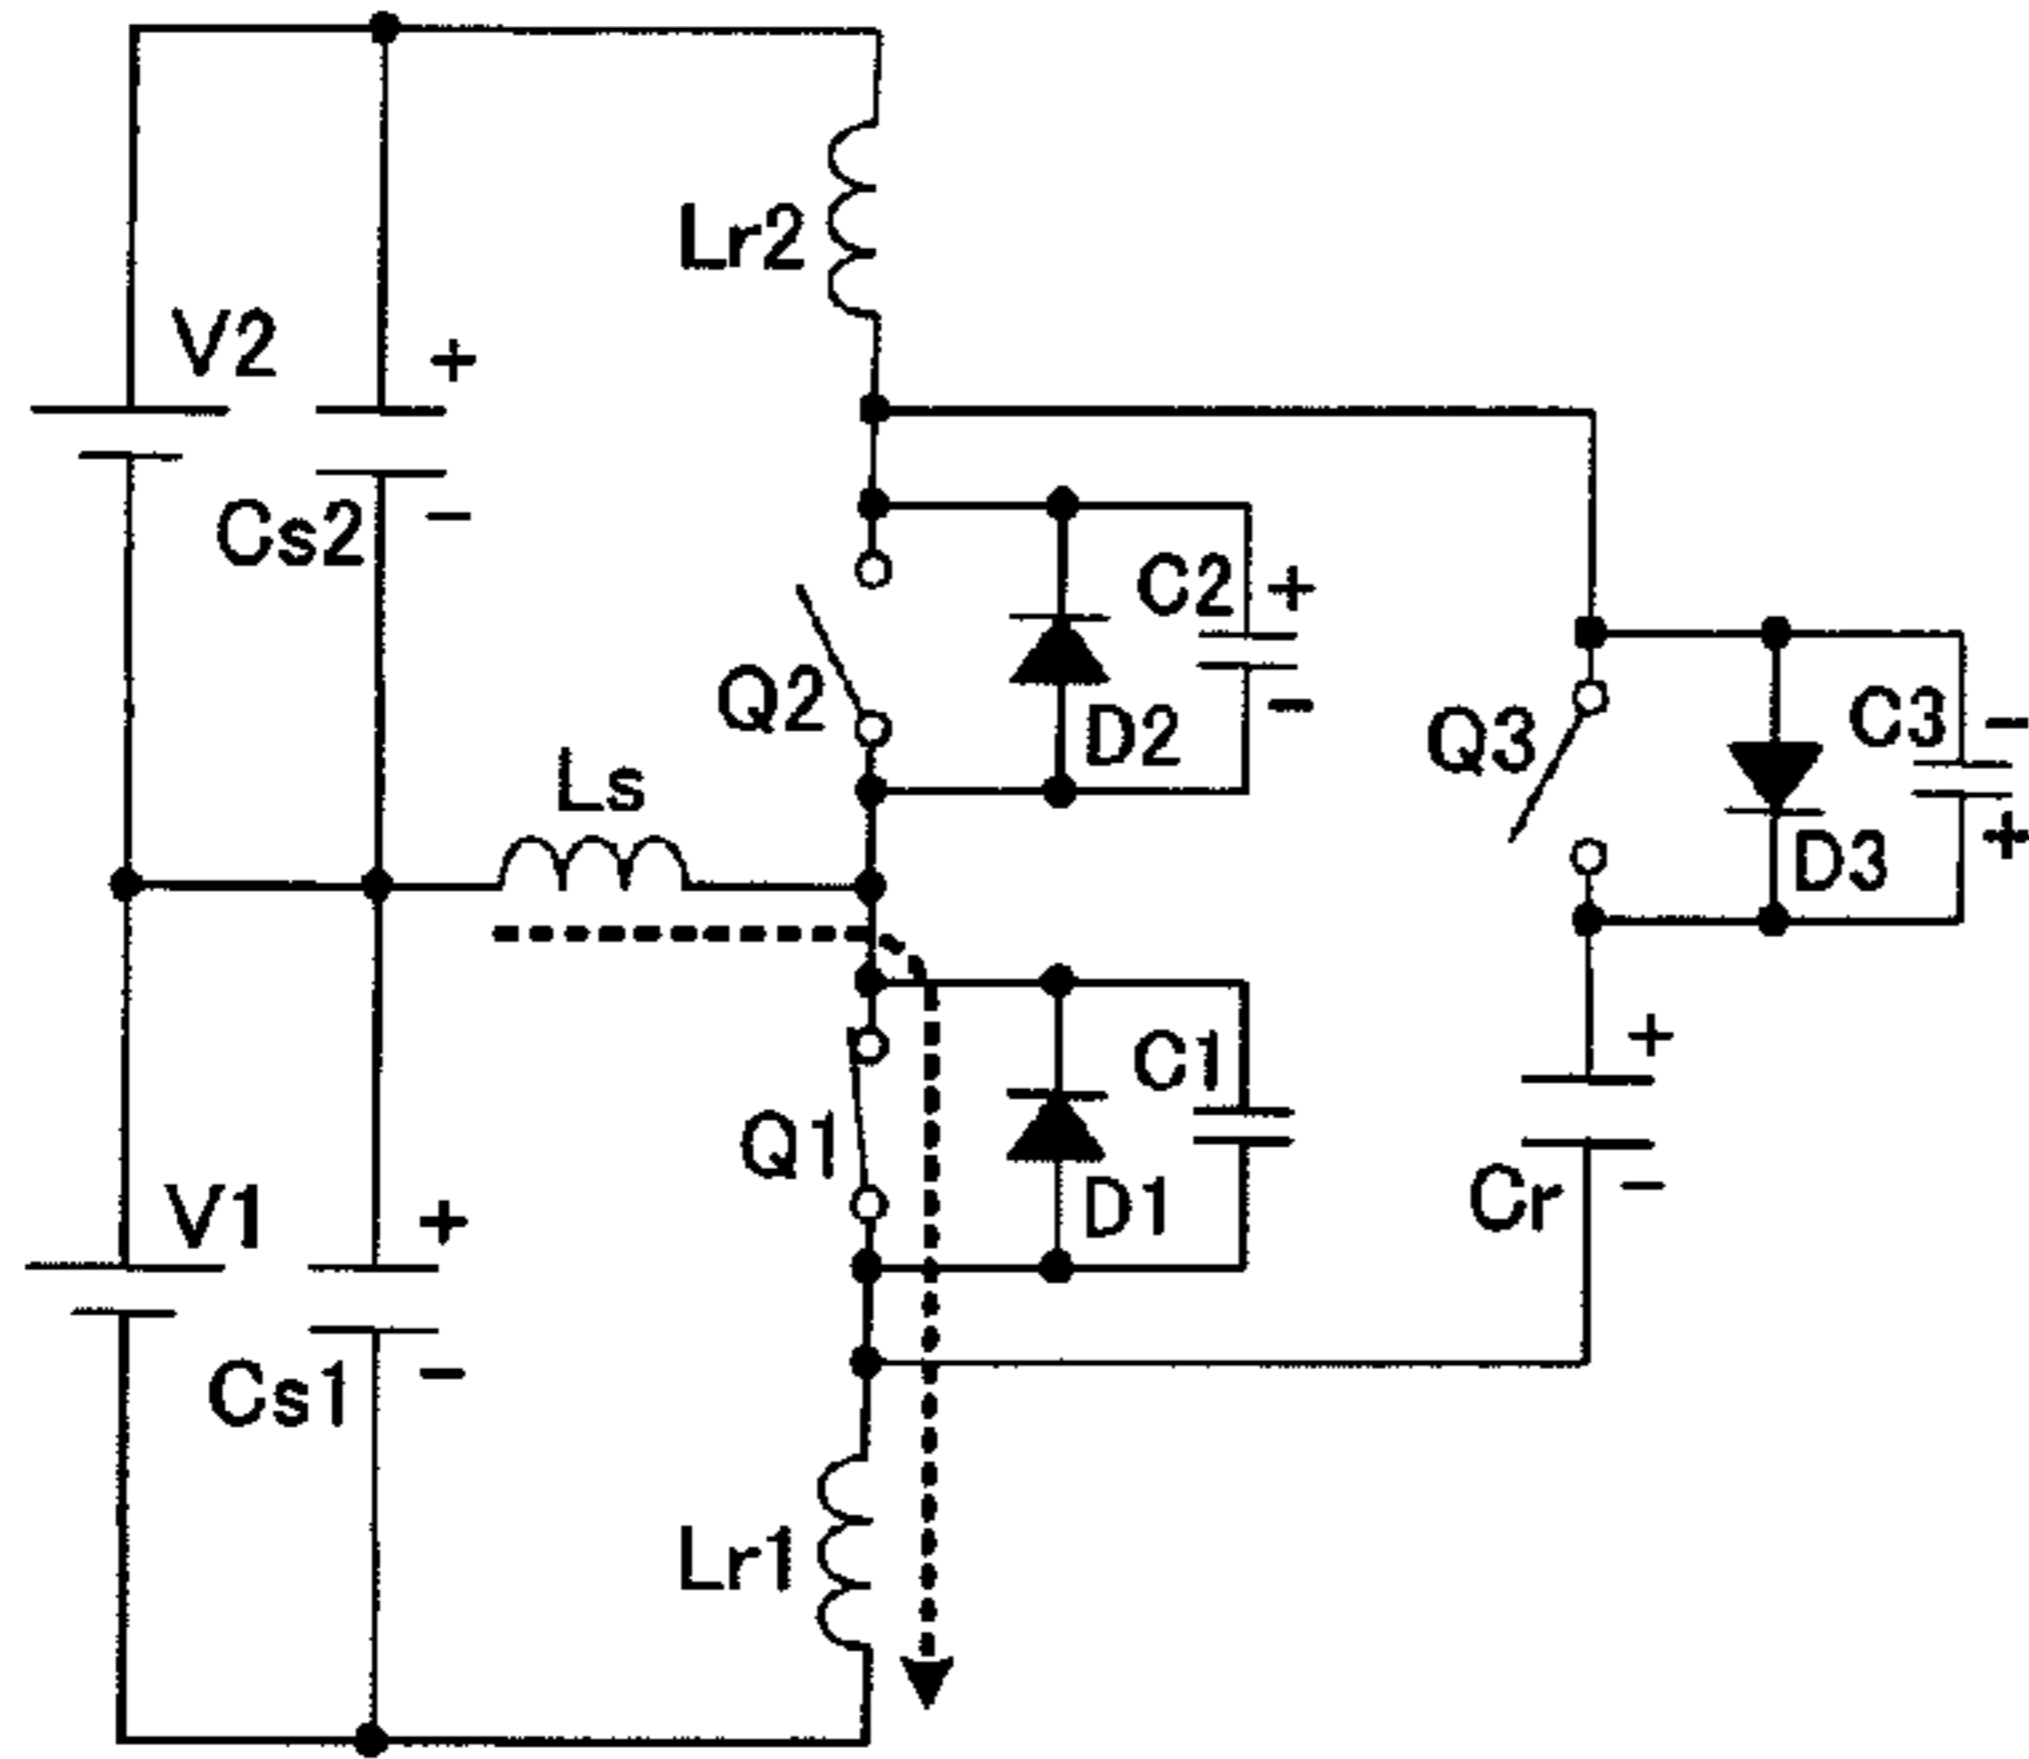 Lr2
V2
+
Cs2
−
C2
+
Q2
D2
−
Q3
C3
−
Ls
D3
+
C1
+
Q1
D1
Cr
−
V1
+
Cs1
−
Lr1